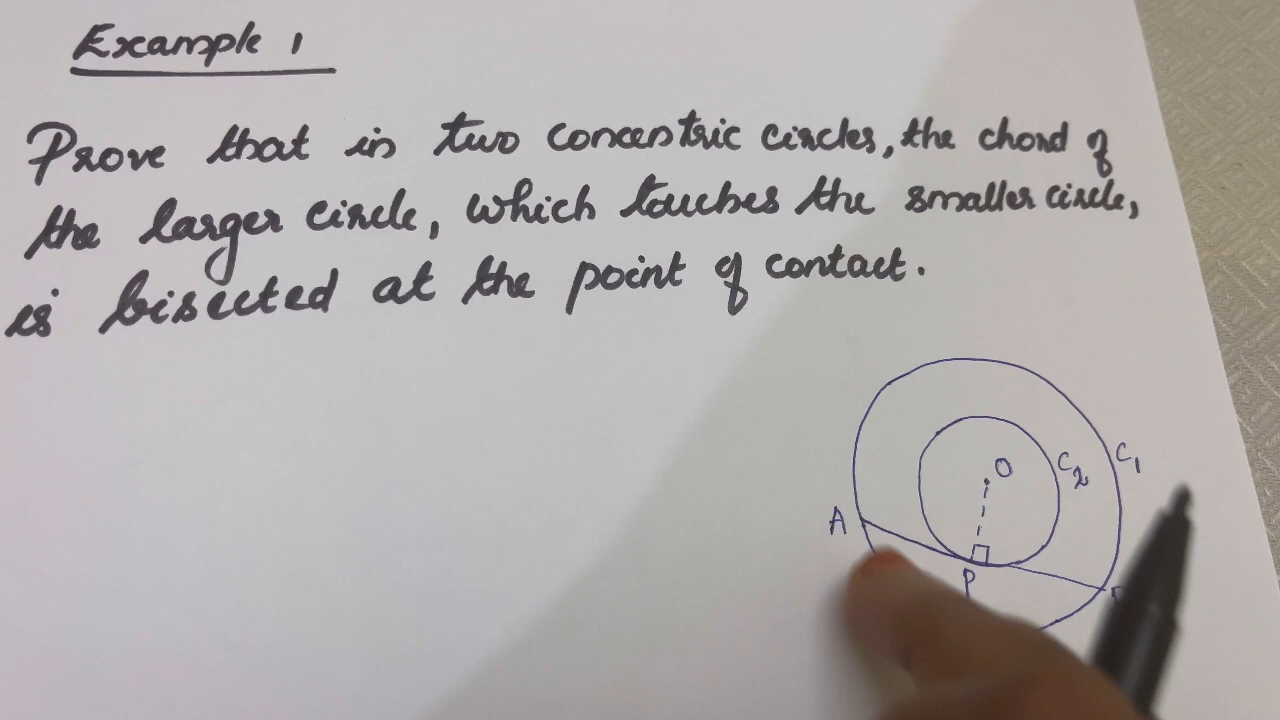 Example 1
Prove that in two concentric circles, the chord of
the larger circle, which touches the smaller circle,
is bisected at the point of contact.
C1
O
C2
A
P